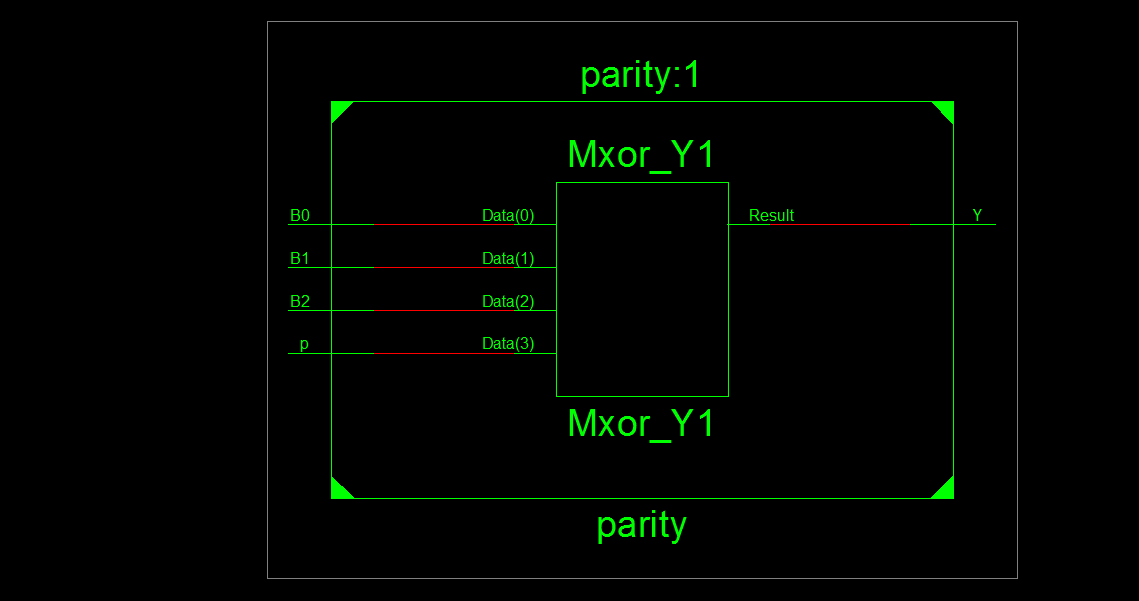 parity:1
Mxor_Y1
B0 Data(0) Result Y
B1 Data(1)
B2 Data(2)
p Data(3)
Mxor_Y1
parity